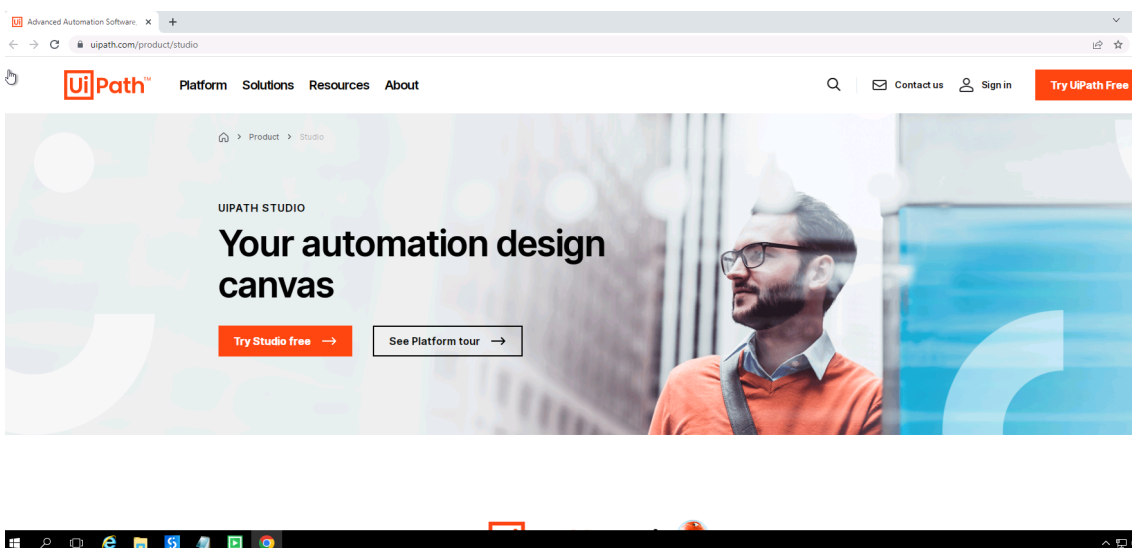 Ui Advanced Automation Software,
uipath.com/product/studio
UiPath™ Platform Solutions Resources About Contact us Sign in Try UiPath Free
Product > Studio
UIPATH STUDIO
Your automation design
canvas
Try Studio free → See Platform tour →